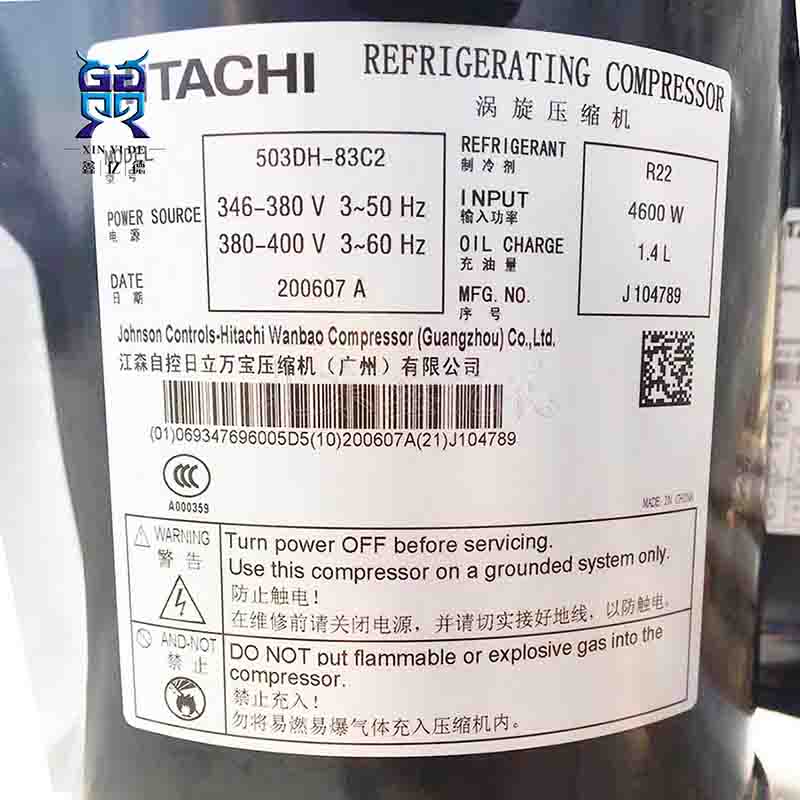 TACHI
REFRIGERATING COMPRESSOR
涡旋压缩机
XIN YI DE
鑫亿德
MODEL
型号
503DH-83C2
POWER SOURCE
电源
346-380 V 3~50 Hz
380-400 V 3~60 Hz
DATE
日期
200607 A
REFRIGERANT
制冷剂
R22
INPUT
输入功率
4600 W
OIL CHARGE
充油量
1.4 L
MFG. NO.
序号
J 104789
Johnson Controls-Hitachi Wanbao Compressor (Guangzhou) Co.,Ltd.
江森自控日立万宝压缩机（广州）有限公司
(01)069347696005D5(10)200607A(21)J104789
CCC
A000359
MADE IN CHINA
WARNING
警告
Turn power OFF before servicing.
Use this compressor on a grounded system only.
防止触电！
在维修前请关闭电源，并请切实接好地线，以防触电。
AND-NOT
禁止
DO NOT put flammable or explosive gas into the
compressor.
禁止充入！
勿将易燃易爆气体充入压缩机内。